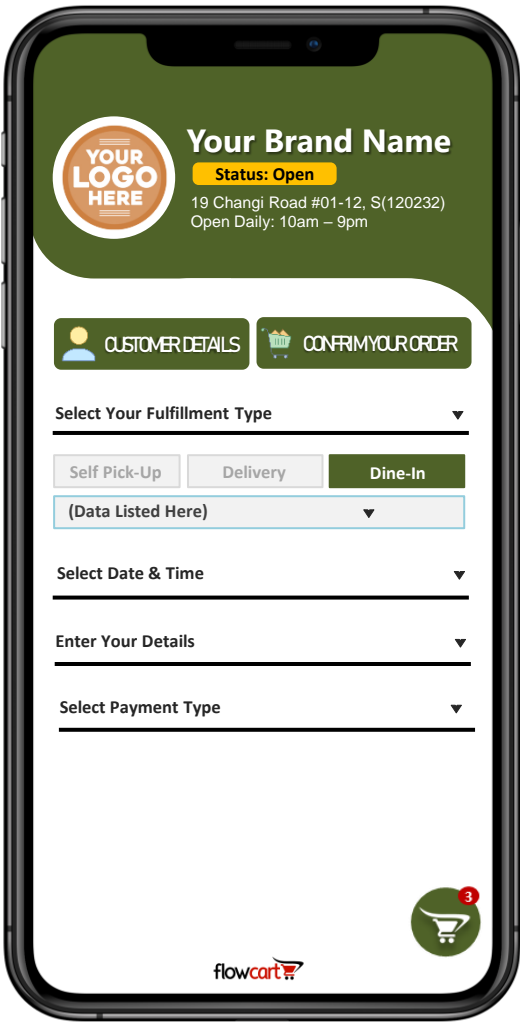 YOUR
LOGO
HERE
Your Brand Name
Status: Open
19 Changi Road #01-12, S(120232)
Open Daily: 10am – 9pm
CUSTOMER DETAILS
CONFRIM YOUR ORDER
Select Your Fulfillment Type
Self Pick-Up
Delivery
Dine-In
(Data Listed Here)
Select Date & Time
Enter Your Details
Select Payment Type
3
flowcart